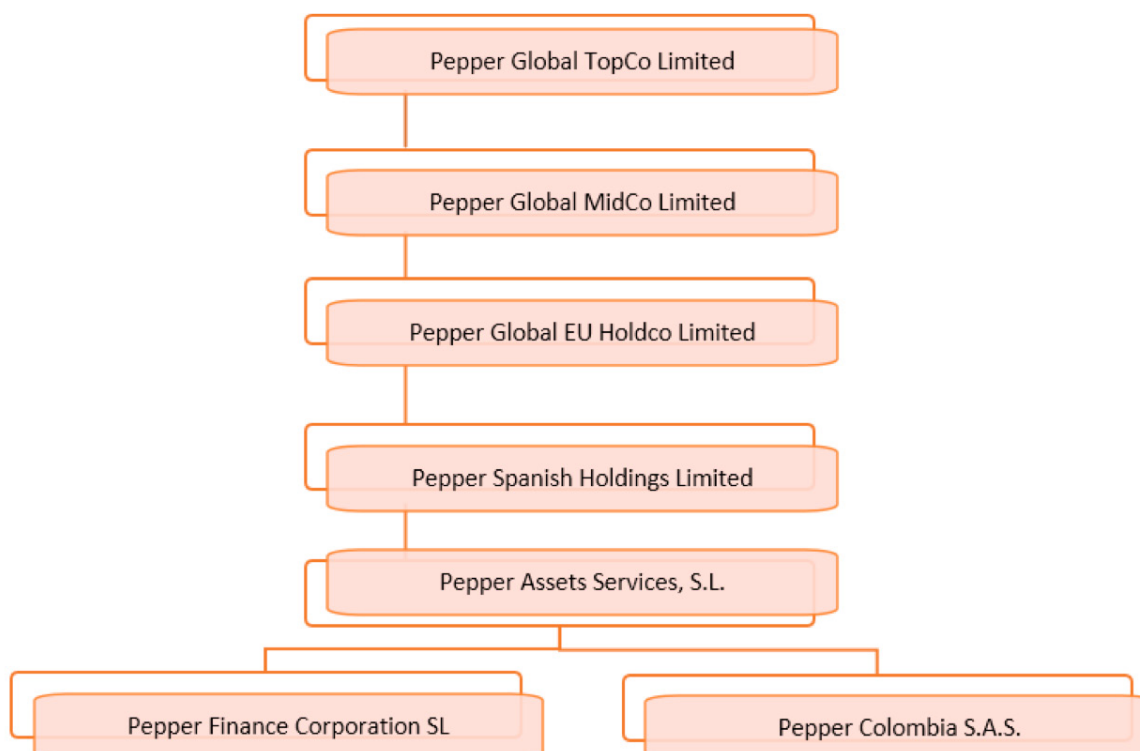 Pepper Global TopCo Limited
Pepper Global MidCo Limited
Pepper Global EU Holdco Limited
Pepper Spanish Holdings Limited
Pepper Assets Services, S.L.
Pepper Finance Corporation SL
Pepper Colombia S.A.S.